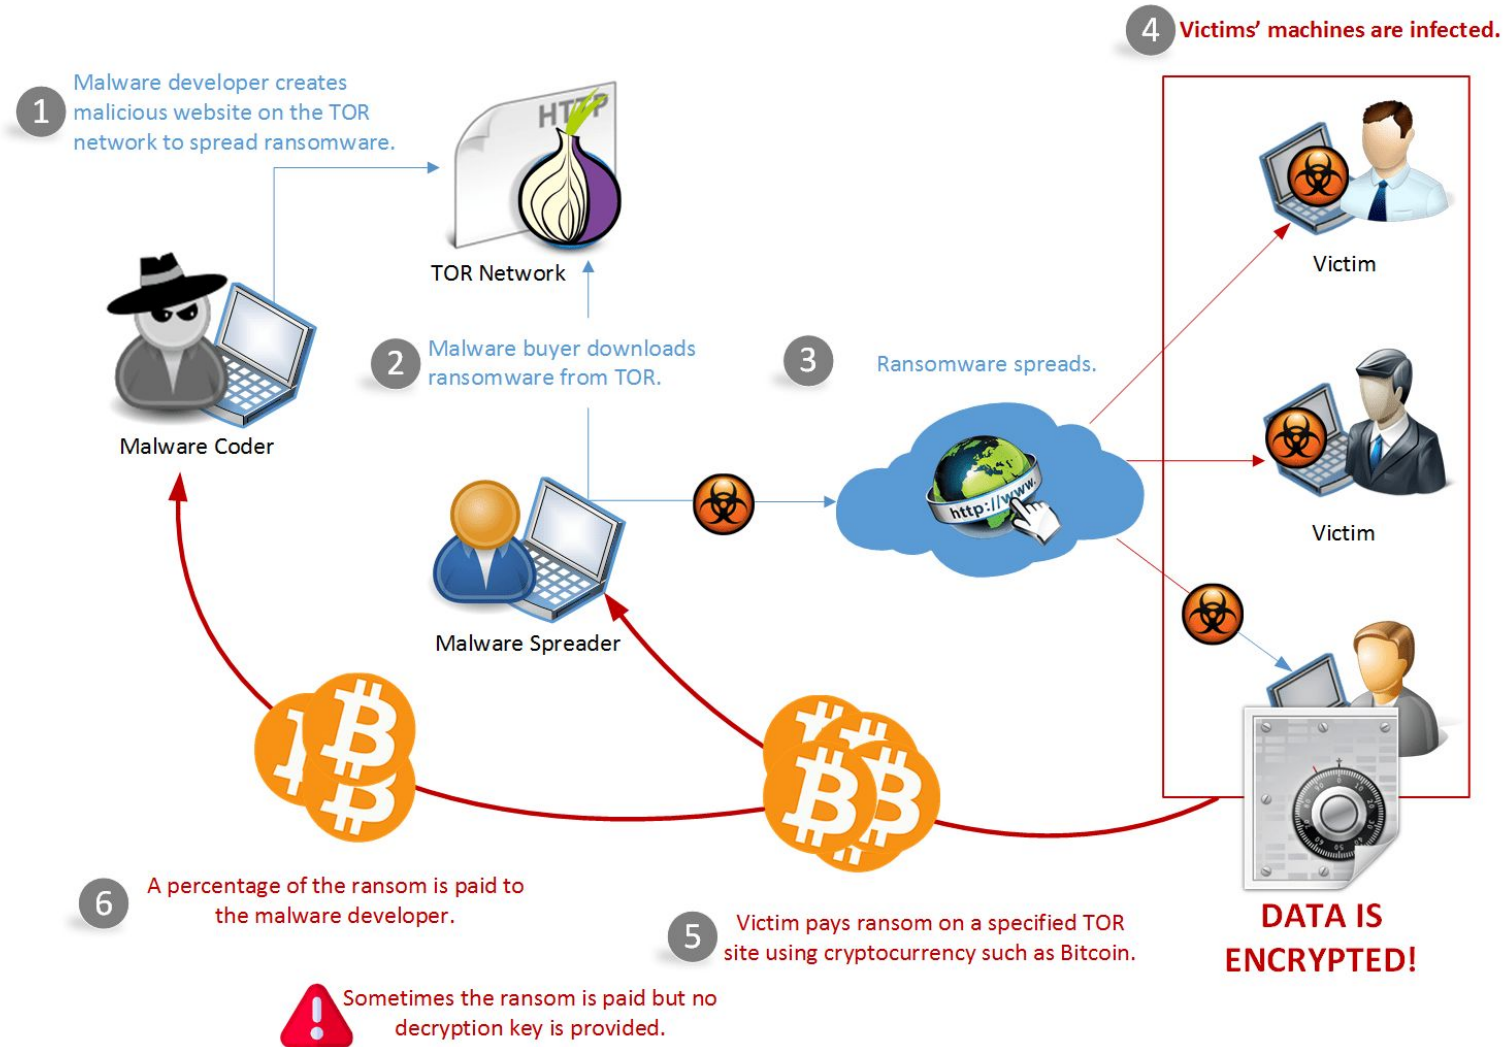 4
Victims' machines are infected.
1
Malware developer creates
malicious website on the TOR
network to spread ransomware.
HTTP
TOR Network
Victim
2
Malware buyer downloads
ransomware from TOR.
3
Ransomware spreads.
Malware Coder
http://www.
Victim
Malware Spreader
6
A percentage of the ransom is paid to
the malware developer.
5
Victim pays ransom on a specified TOR
site using cryptocurrency such as Bitcoin.
DATA IS
ENCRYPTED!
Sometimes the ransom is paid but no
decryption key is provided.